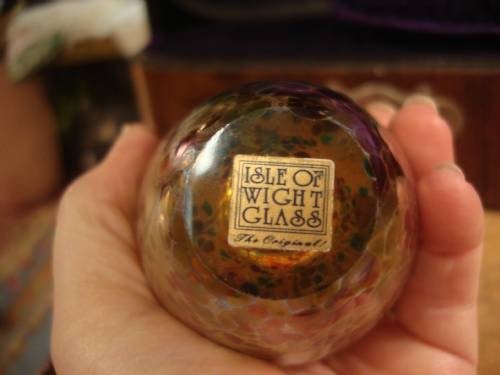 ISLE OF
WIGHT
GLASS
The Original!